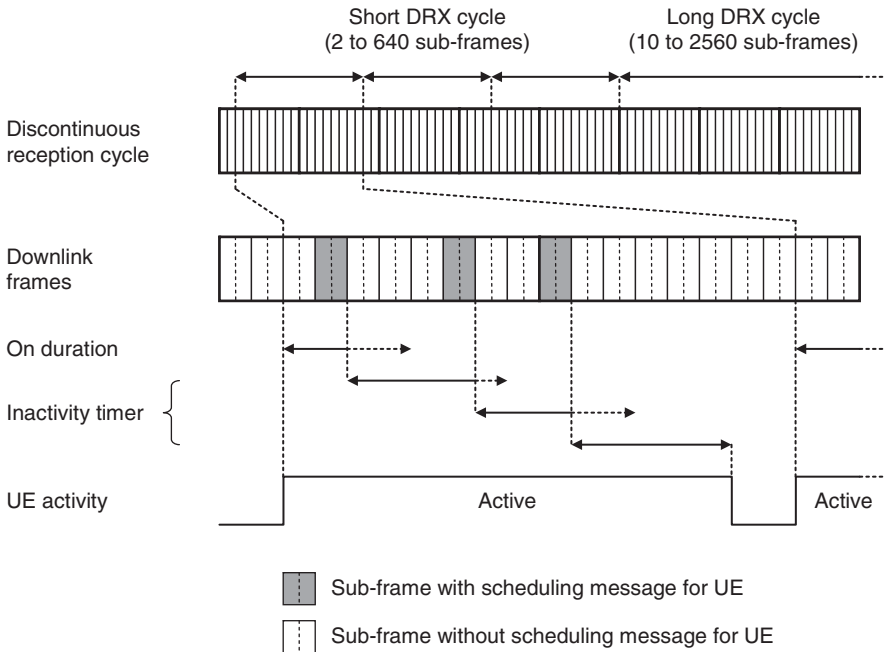 Short DRX cycle
(2 to 640 sub-frames)
Long DRX cycle
(10 to 2560 sub-frames)
Discontinuous
reception cycle
Downlink
frames
On duration
Inactivity timer
UE activity
Active
Active
Sub-frame with scheduling message for UE
Sub-frame without scheduling message for UE